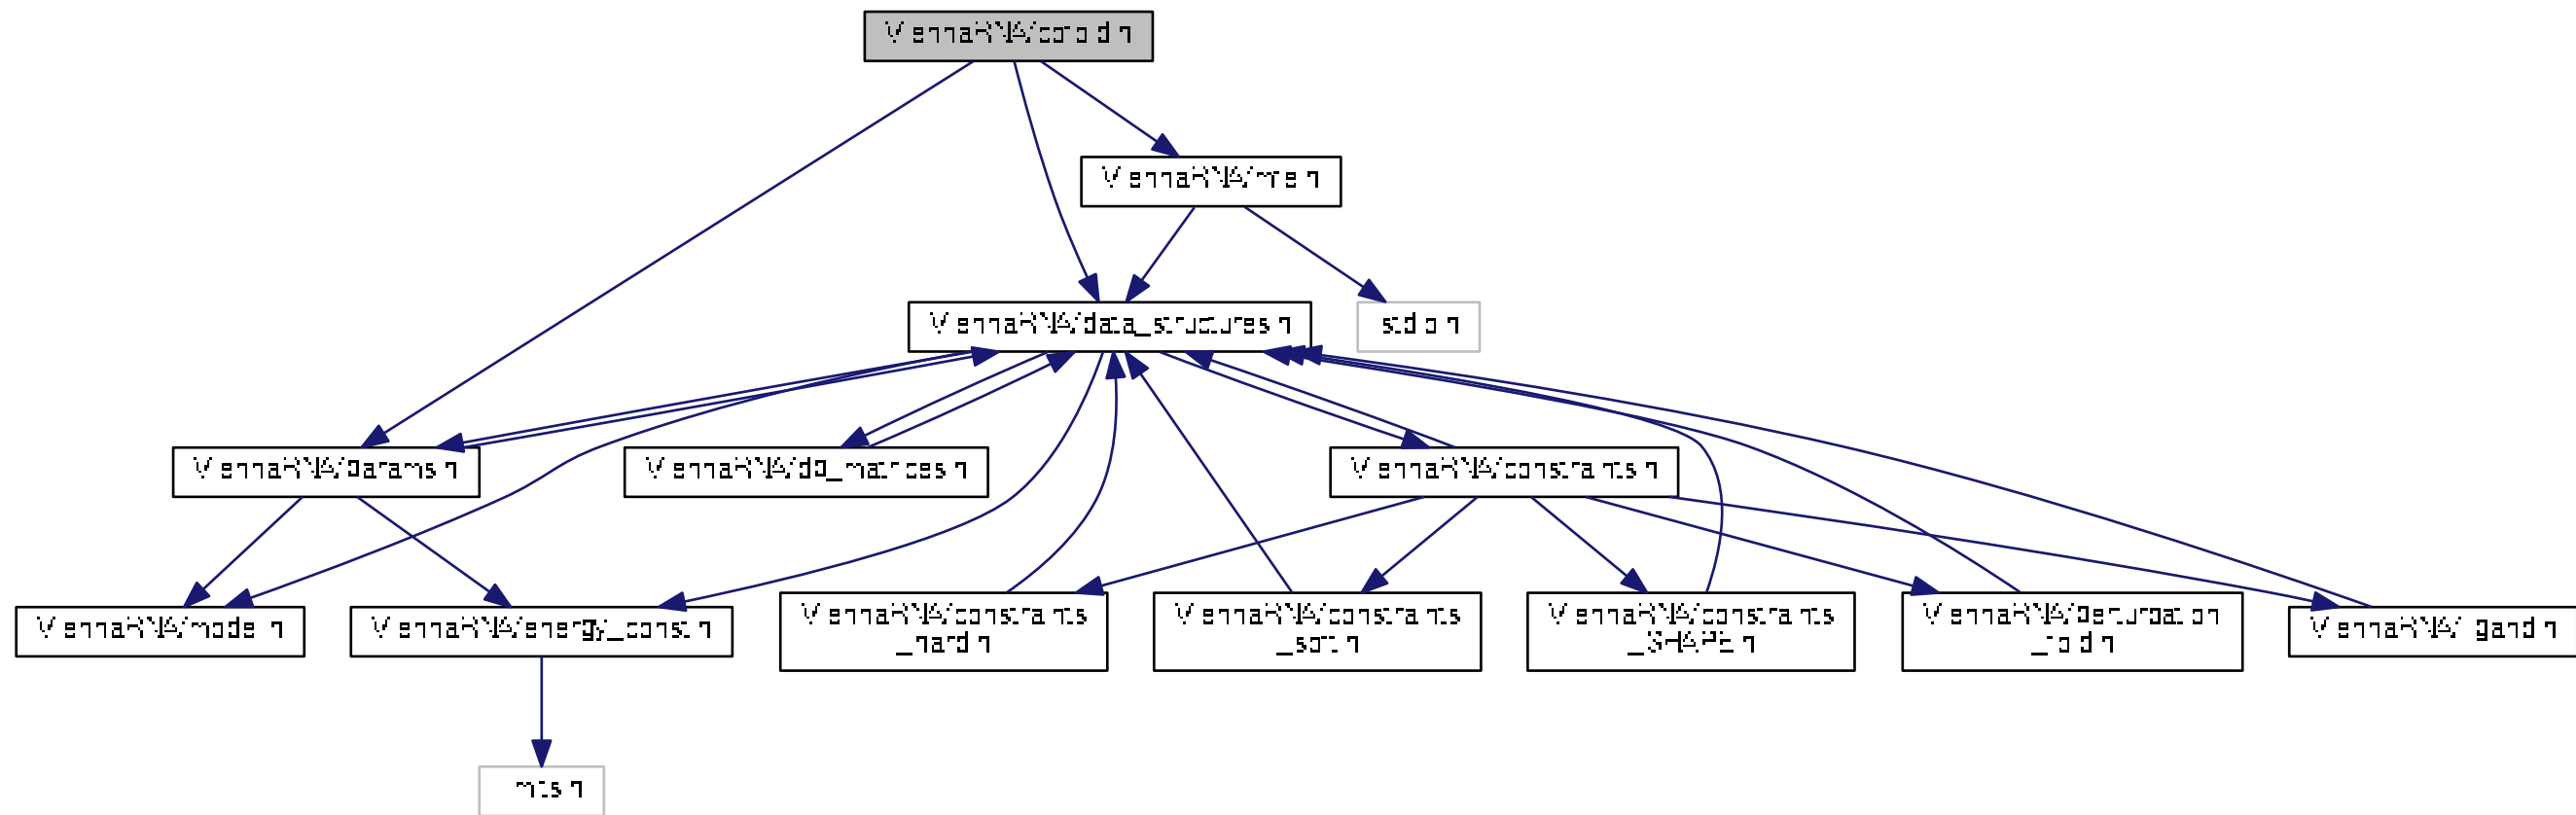 ViennaRNA/cofold.h
ViennaRNA/mfe.h
ViennaRNA/data_structures.h
stdio.h
ViennaRNA/params.h
ViennaRNA/dp_matrices.h
ViennaRNA/constraints.h
ViennaRNA/model.h
ViennaRNA/energy_const.h
ViennaRNA/constraints
_hard.h
ViennaRNA/constraints
_soft.h
ViennaRNA/constraints
_SHAPE.h
ViennaRNA/perturbation
_fold.h
ViennaRNA/ligand.h
limits.h